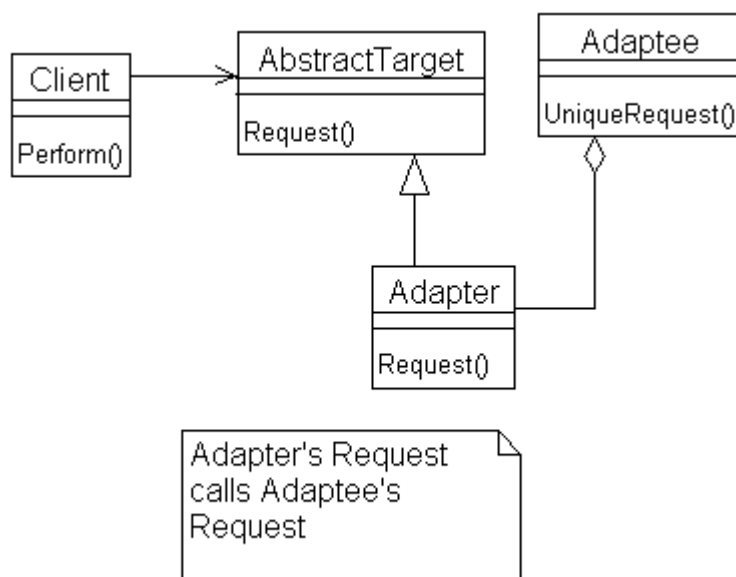 Client
Perform()
AbstractTarget
Request()
Adaptee
UniqueRequest()
Adapter
Request()
Adapter's Request
calls Adaptee's
Request